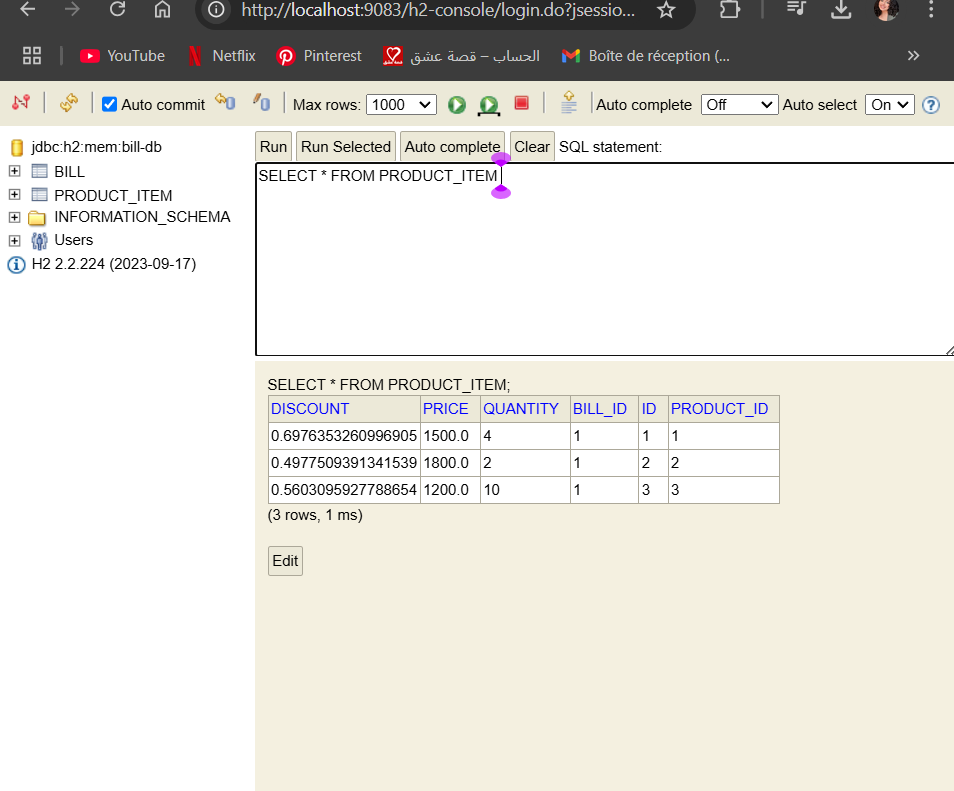 http://localhost:9083/h2-console/login.do?jsessio...
YouTube Netflix Pinterest الحساب – قصة عشق Boîte de réception (...
Auto commit Max rows: 1000 Auto complete Off Auto select On
jdbc:h2:mem:bill-db
BILL
PRODUCT_ITEM
INFORMATION_SCHEMA
Users
H2 2.2.224 (2023-09-17)
Run Run Selected Auto complete Clear SQL statement:
SELECT * FROM PRODUCT_ITEM
SELECT * FROM PRODUCT_ITEM;
DISCOUNT PRICE QUANTITY BILL_ID ID PRODUCT_ID
0.6976353260996905 1500.0 4 1 1 1
0.4977509391341539 1800.0 2 1 2 2
0.5603095927788654 1200.0 10 1 3 3
(3 rows, 1 ms)
Edit